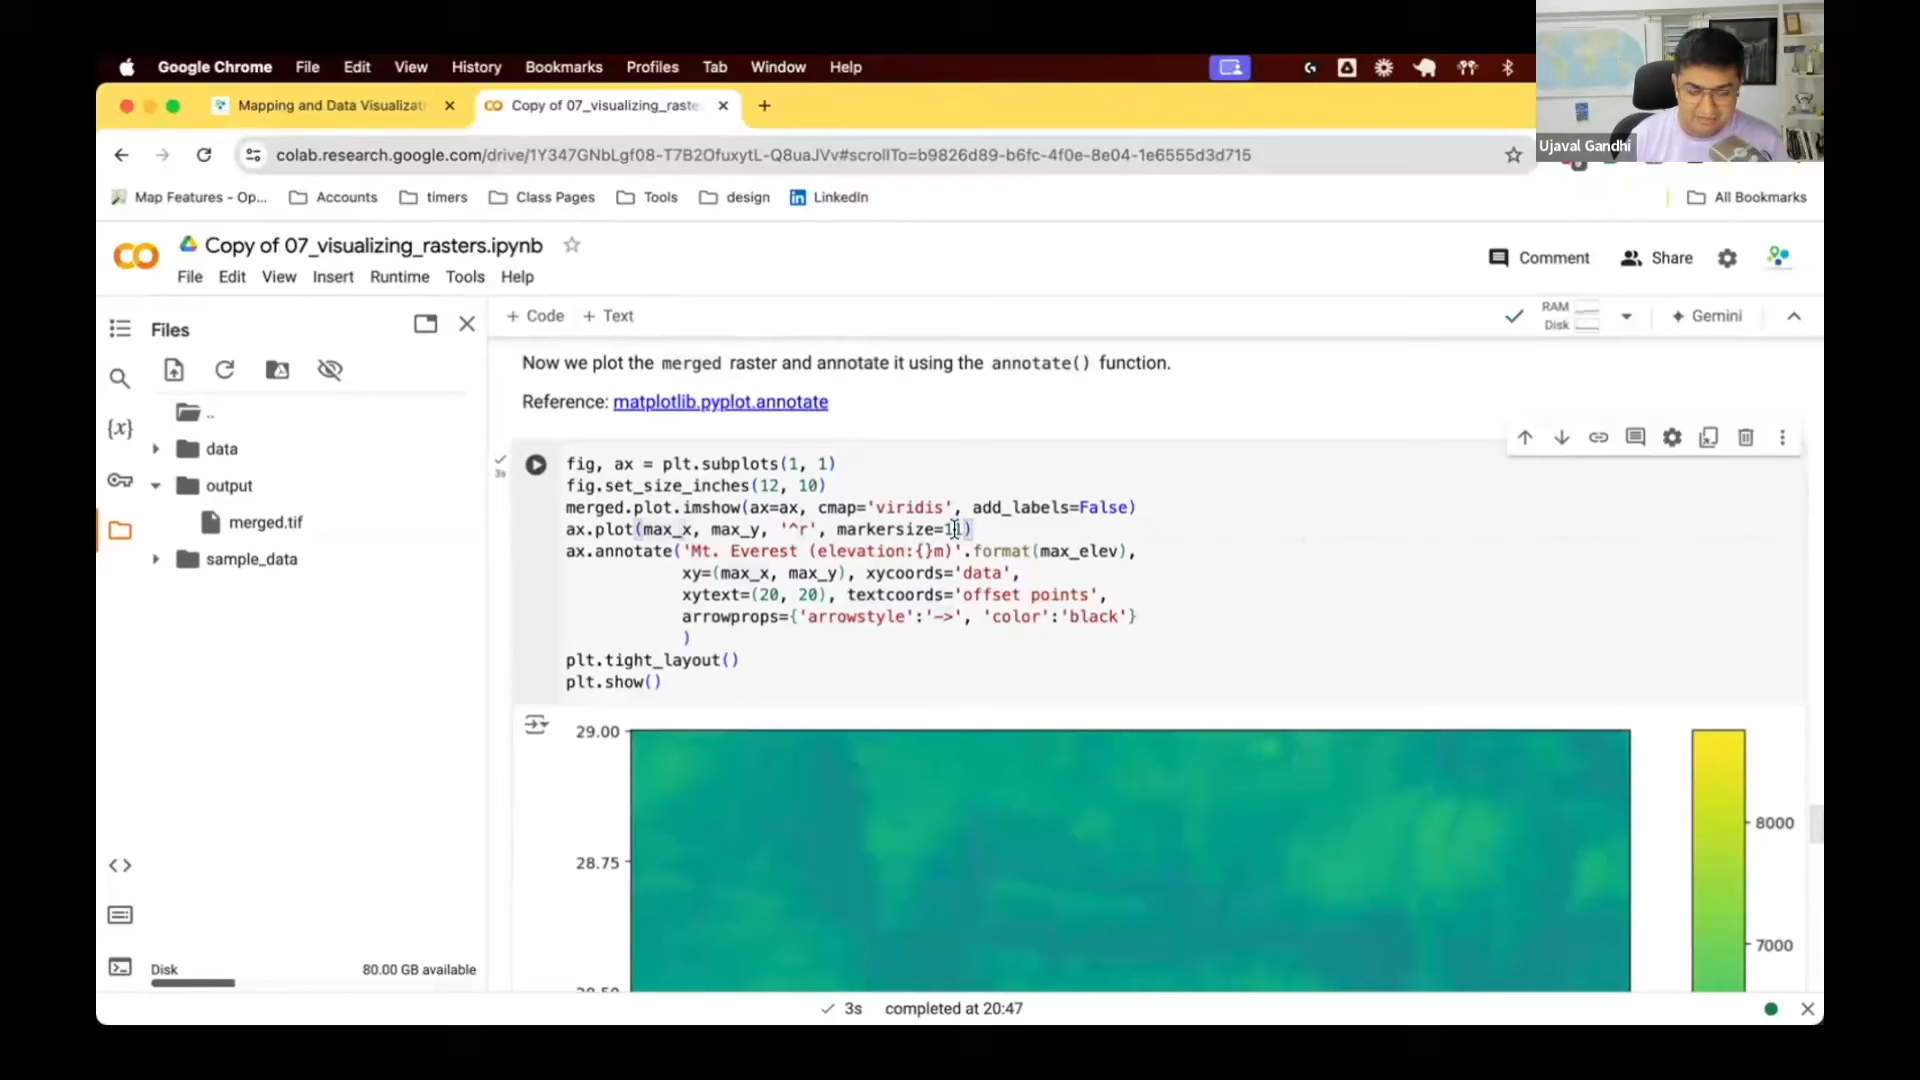 Google Chrome File Edit View History Bookmarks Profiles Tab Window Help
Mapping and Data Visualizat
Copy of 07_visualizing_raste
Ujaval Gandhi
colab.research.google.com/drive/1Y347GNbLgf08-T7B2OfuxytL-Q8uaJVv#scrollTo=b9826d89-b6fc-4f0e-8e04-1e6555d3d715
Map Features - Op... Accounts timers Class Pages Tools design LinkedIn All Bookmarks
Copy of 07_visualizing_rasters.ipynb
Comment Share
File Edit View Insert Runtime Tools Help
Files
+ Code + Text
RAM
Disk
Gemini
Now we plot the merged raster and annotate it using the annotate() function.
Reference: matplotlib.pyplot.annotate
..
data
output
merged.tif
sample_data
{x}
3s
fig, ax = plt.subplots(1, 1)
fig.set_size_inches(12, 10)
merged.plot.imshow(ax=ax, cmap='viridis', add_labels=False)
ax.plot(max_x, max_y, '^r', markersize=11)
ax.annotate('Mt. Everest (elevation:{}m)'.format(max_elev),
xy=(max_x, max_y), xycoords='data',
xytext=(20, 20), textcoords='offset points',
arrowprops={'arrowstyle':'->', 'color':'black'}
)
plt.tight_layout()
plt.show()
29.00
28.75
8000
7000
Disk 80.00 GB available
3s completed at 20:47